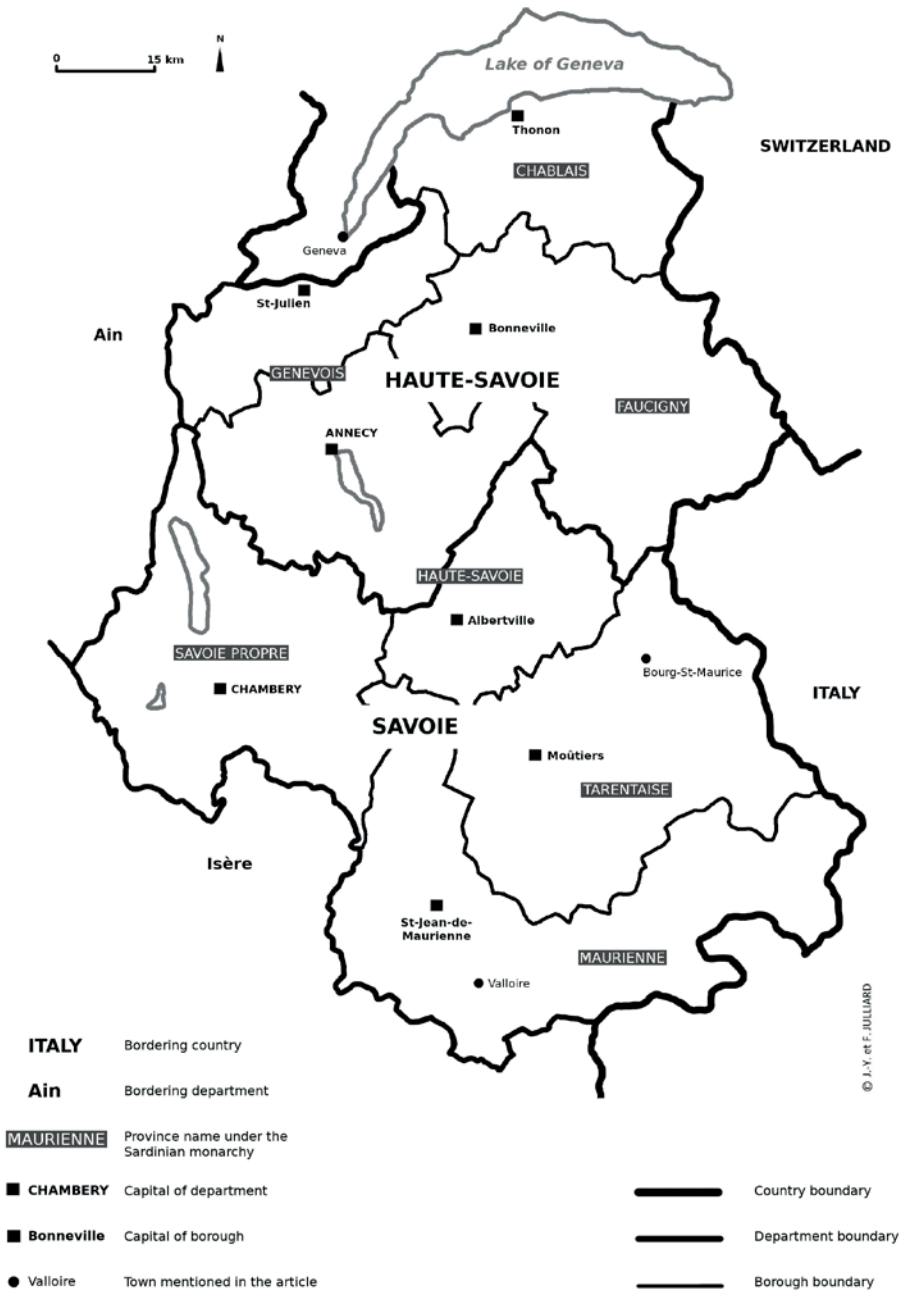 N
0 15 km
Lake of Geneva
Thonon
SWITZERLAND
CHABLAIS
Geneva
St-Julien
Ain
Bonneville
GENEVOIS
HAUTE-SAVOIE
FAUCIGNY
ANNECY
HAUTE-SAVOIE
Albertville
SAVOIE PROPRE
Bourg-St-Maurice
CHAMBERY
ITALY
SAVOIE
Moûtiers
TARENTAISE
Isère
St-Jean-de-
Maurienne
MAURIENNE
Valloire
© J.-Y. et F. JULLIARD
ITALY Bordering country
Ain Bordering department
MAURIENNE Province name under the
Sardinian monarchy
CHAMBERY Capital of department
Bonneville Capital of borough
Valloire Town mentioned in the article
Country boundary
Department boundary
Borough boundary